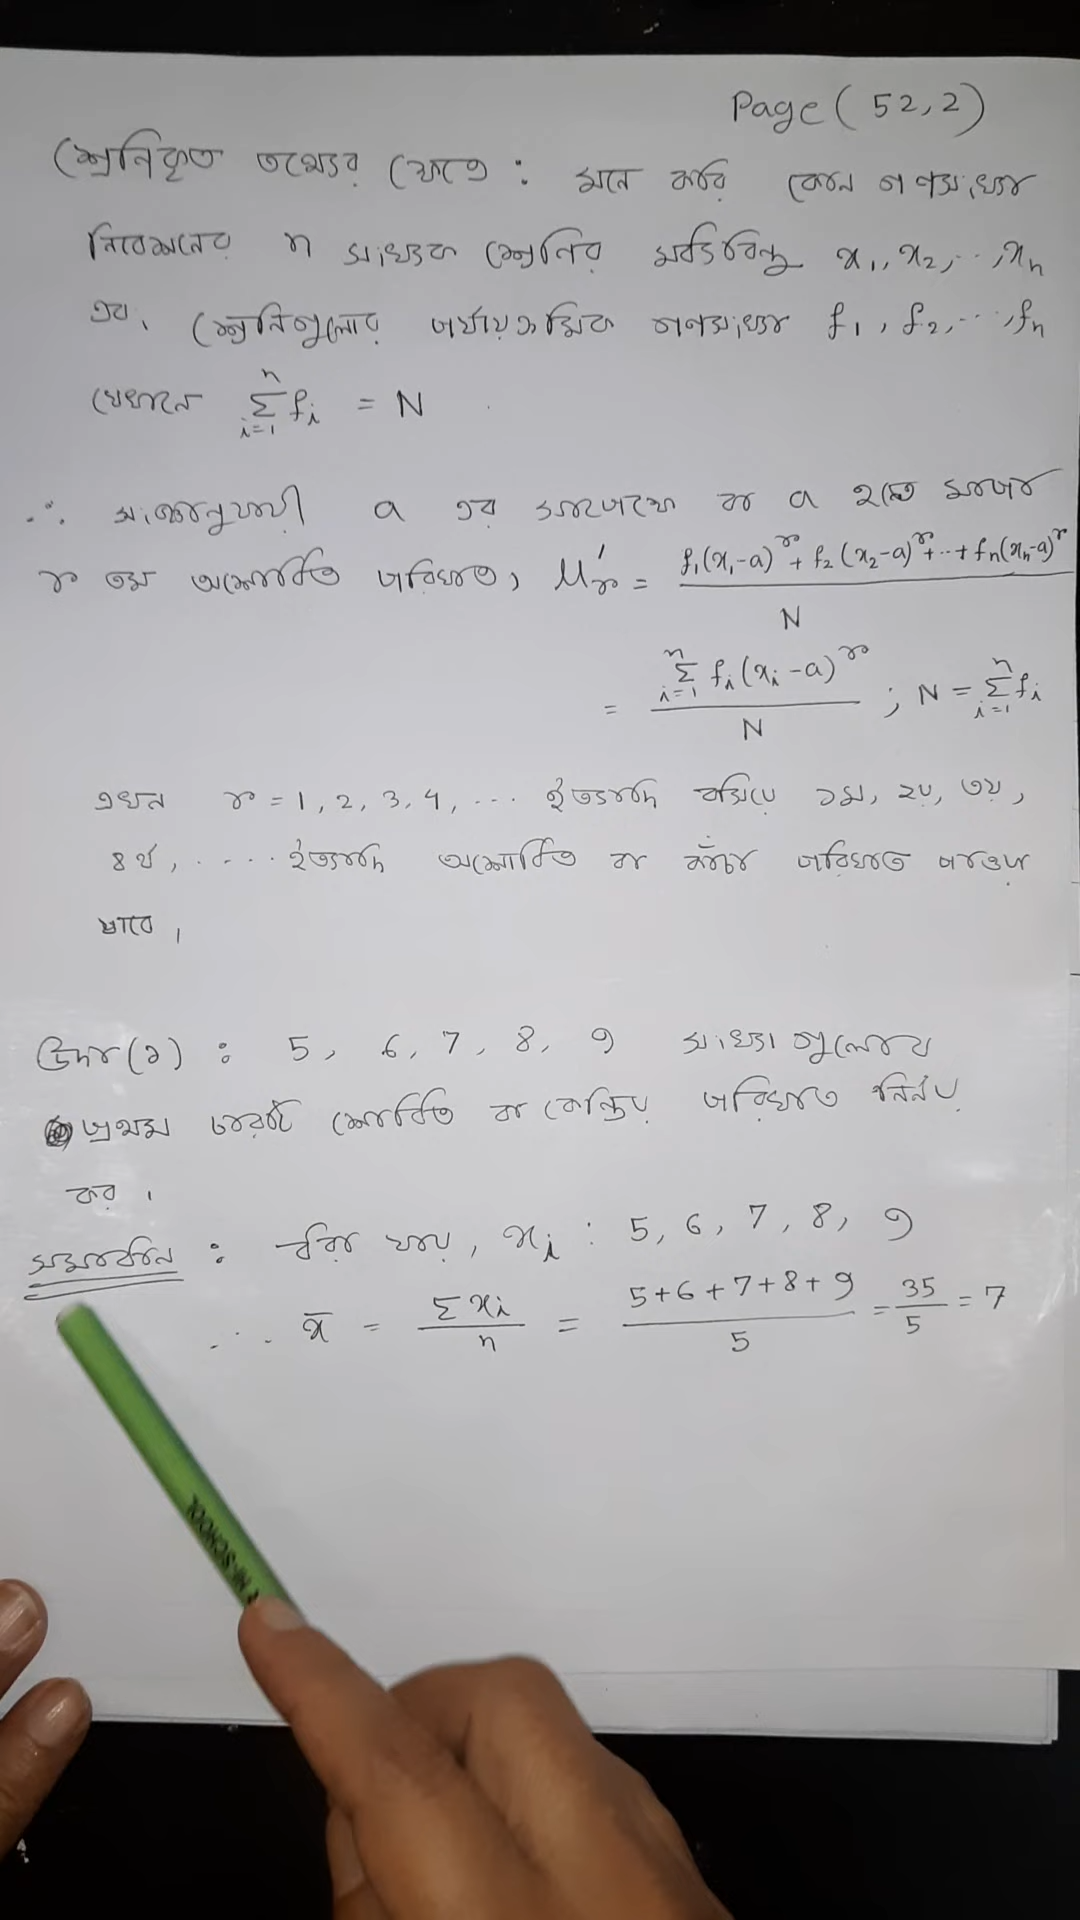 Page (52,2)
শ্রেনিকৃত তথ্যের ক্ষেত্রে : মনে করি কোন গণসংখ্যা
নিবেশনের n সংখ্যক শ্রেনির মধ্যবিন্দু x₁, x₂, ..., xₙ
এবং শ্রেনিগুলোর পর্যায়ক্রমিক গণসংখ্যা f₁, f₂, ..., fₙ
যেখানে Σᵢ₌₁ⁿ fᵢ = N
∴ সংজ্ঞানুযায়ী a এর সাপেক্ষে বা a হতে মাপার
r তম অশোধিত পরিঘাত, μ′ᵣ = (f₁(x₁-a)ʳ + f₂(x₂-a)ʳ + ... + fₙ(xₙ-a)ʳ) / N
= Σᵢ₌₁ⁿ fᵢ(xᵢ-a)ʳ / N ; N = Σᵢ₌₁ⁿ fᵢ
এখন r = 1, 2, 3, 4, ... ইত্যাদি বসিয়ে ১ম, ২য়, ৩য়,
৪র্থ, .... ইত্যাদি অশোধিত বা কাঁচা পরিঘাত পাওয়া
যাবে।
উদা(১) : 5, 6, 7, 8, 9 সংখ্যা গুলোর
প্রথম চারটি শোধিত বা কেন্দ্রিয় পরিঘাত নির্নয়
কর।
সমাধান : ধরা যায়, xᵢ : 5, 6, 7, 8, 9
∴ x̄ = Σxᵢ / n = (5+6+7+8+9) / 5 = 35/5 = 7